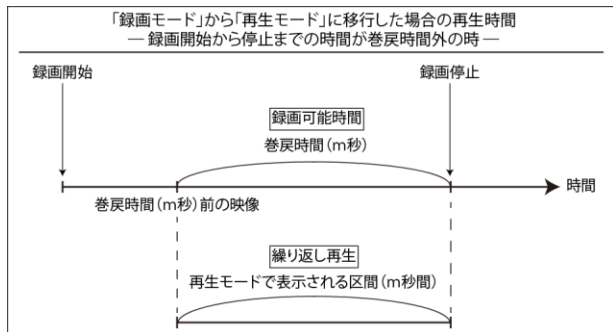 「録画モード」から「再生モード」に移行した場合の再生時間
― 録画開始から停止までの時間が巻戻時間外の時 ―
録画開始
録画停止
録画可能時間
巻戻時間(m秒)
時間
巻戻時間(m秒)前の映像
繰り返し再生
再生モードで表示される区間(m秒間)